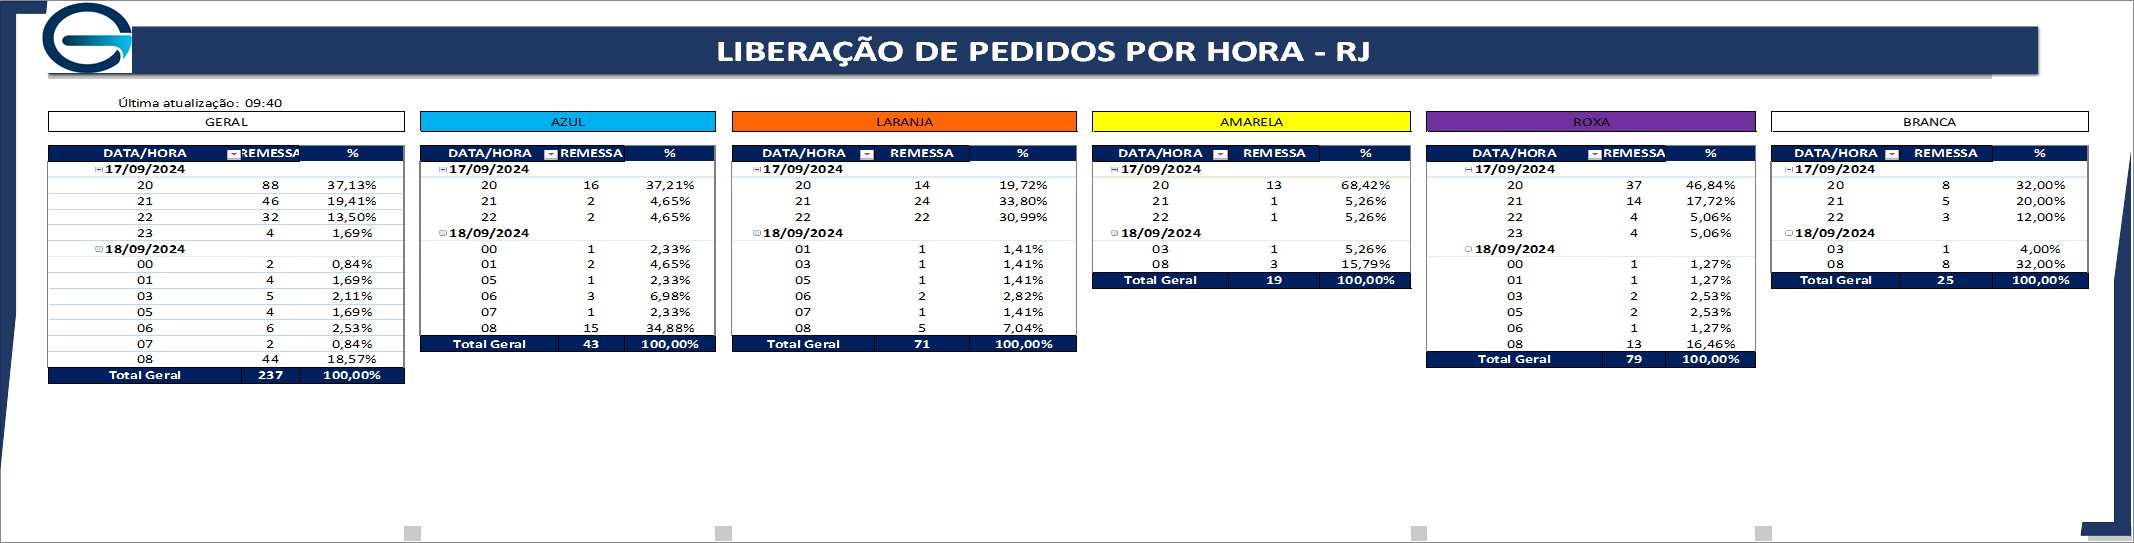 LIBERAÇÃO DE PEDIDOS POR HORA - RJ
Última atualização: 09:40
GERAL
DATA/HORA REMESSA %
17/09/2024
20 88 37,13%
21 46 19,41%
22 32 13,50%
23 4 1,69%
18/09/2024
00 2 0,84%
01 4 1,69%
03 5 2,11%
05 4 1,69%
06 6 2,53%
07 2 0,84%
08 44 18,57%
Total Geral 237 100,00%
AZUL
DATA/HORA REMESSA %
17/09/2024
20 16 37,21%
21 2 4,65%
22 2 4,65%
18/09/2024
00 1 2,33%
01 2 4,65%
05 1 2,33%
06 3 6,98%
07 1 2,33%
08 15 34,88%
Total Geral 43 100,00%
LARANJA
DATA/HORA REMESSA %
17/09/2024
20 14 19,72%
21 24 33,80%
22 22 30,99%
18/09/2024
01 1 1,41%
03 1 1,41%
05 1 1,41%
06 2 2,82%
07 1 1,41%
08 5 7,04%
Total Geral 71 100,00%
AMARELA
DATA/HORA REMESSA %
17/09/2024
20 13 68,42%
21 1 5,26%
22 1 5,26%
18/09/2024
03 1 5,26%
08 3 15,79%
Total Geral 19 100,00%
ROXA
DATA/HORA REMESSA %
17/09/2024
20 37 46,84%
21 14 17,72%
22 4 5,06%
23 4 5,06%
18/09/2024
00 1 1,27%
01 1 1,27%
03 2 2,53%
05 2 2,53%
06 1 1,27%
08 13 16,46%
Total Geral 79 100,00%
BRANCA
DATA/HORA REMESSA %
17/09/2024
20 8 32,00%
21 5 20,00%
22 3 12,00%
18/09/2024
03 1 4,00%
08 8 32,00%
Total Geral 25 100,00%